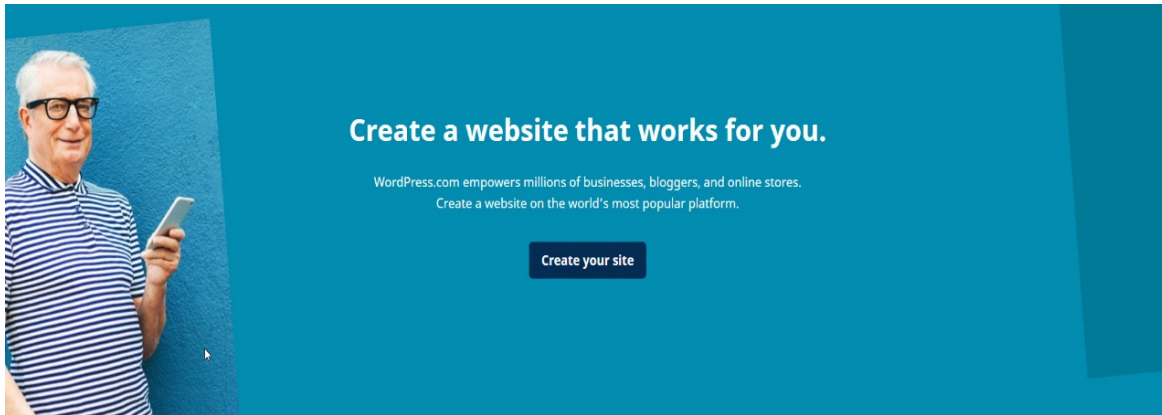 Create a website that works for you.
WordPress.com empowers millions of businesses, bloggers, and online stores.
Create a website on the world's most popular platform.
Create your site